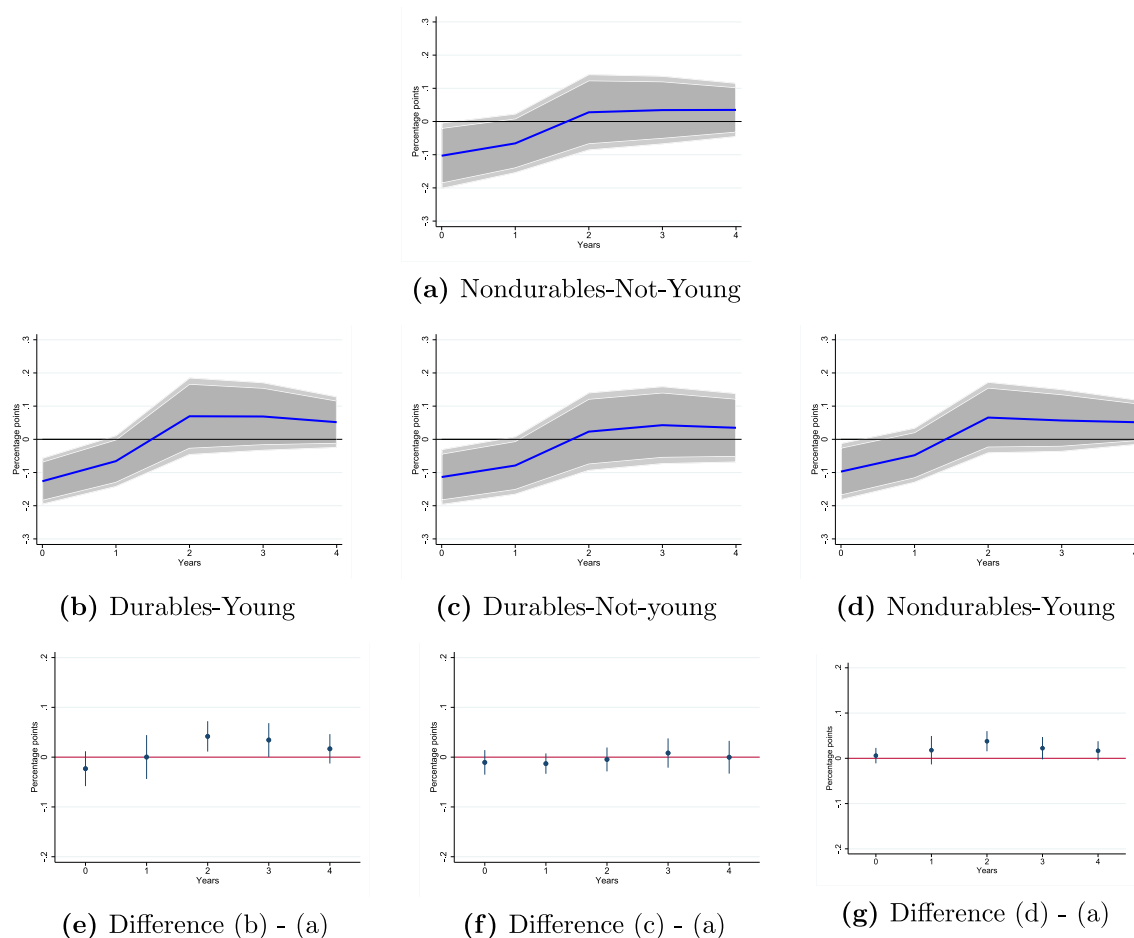 .3
.2
.1
0
-.1
-.2
-.3
Percentage points
0 1 2 3 4
Years
(a) Nondurables-Not-Young
.3
.2
.1
0
-.1
-.2
-.3
Percentage points
0 1 2 3 4
Years
(b) Durables-Young
.3
.2
.1
0
-.1
-.2
-.3
Percentage points
0 1 2 3 4
Years
(c) Durables-Not-young
.3
.2
.1
0
-.1
-.2
-.3
Percentage points
0 1 2 3 4
Years
(d) Nondurables-Young
.2
.1
0
-.1
-.2
Percentage points
0 1 2 3 4
Years
(e) Difference (b) - (a)
.2
.1
0
-.1
-.2
Percentage points
0 1 2 3 4
Years
(f) Difference (c) - (a)
.2
.1
0
-.1
-.2
Percentage points
0 1 2 3 4
Years
(g) Difference (d) - (a)